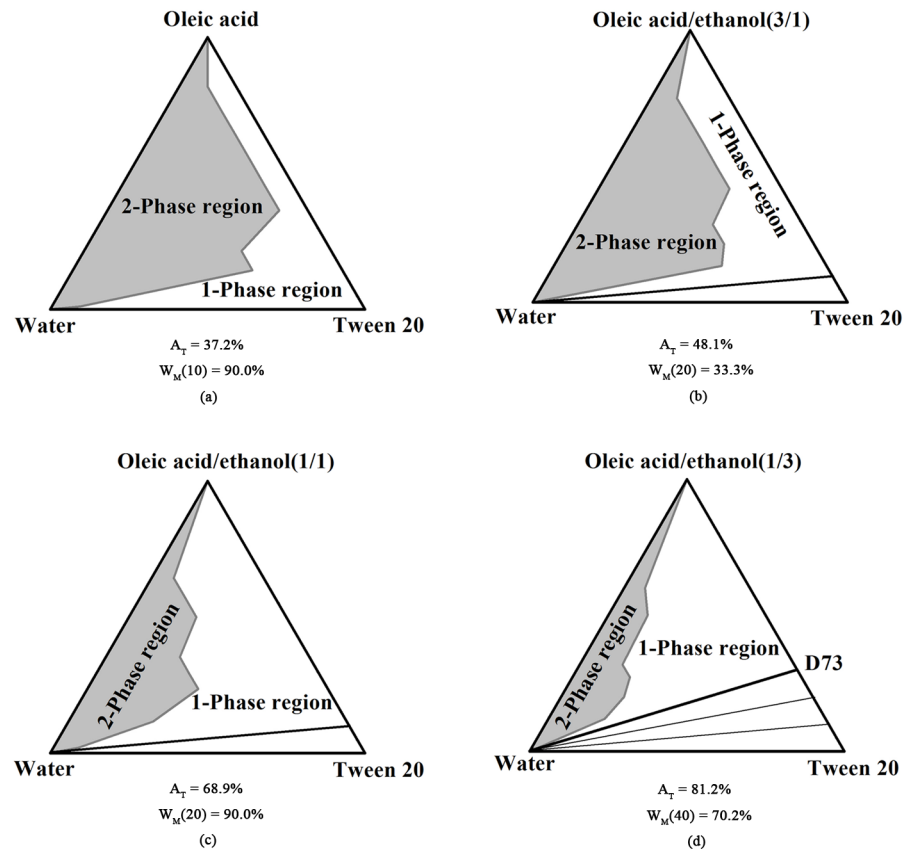 Oleic acid
2-Phase region
1-Phase region
Water
Tween 20
A_T = 37.2%
W_M(10) = 90.0%
(a)
Oleic acid/ethanol(3/1)
1-Phase region
2-Phase region
Water
Tween 20
A_T = 48.1%
W_M(20) = 33.3%
(b)
Oleic acid/ethanol(1/1)
2-Phase region
1-Phase region
Water
Tween 20
A_T = 68.9%
W_M(20) = 90.0%
(c)
Oleic acid/ethanol(1/3)
2-Phase region
1-Phase region
D73
Water
Tween 20
A_T = 81.2%
W_M(40) = 70.2%
(d)